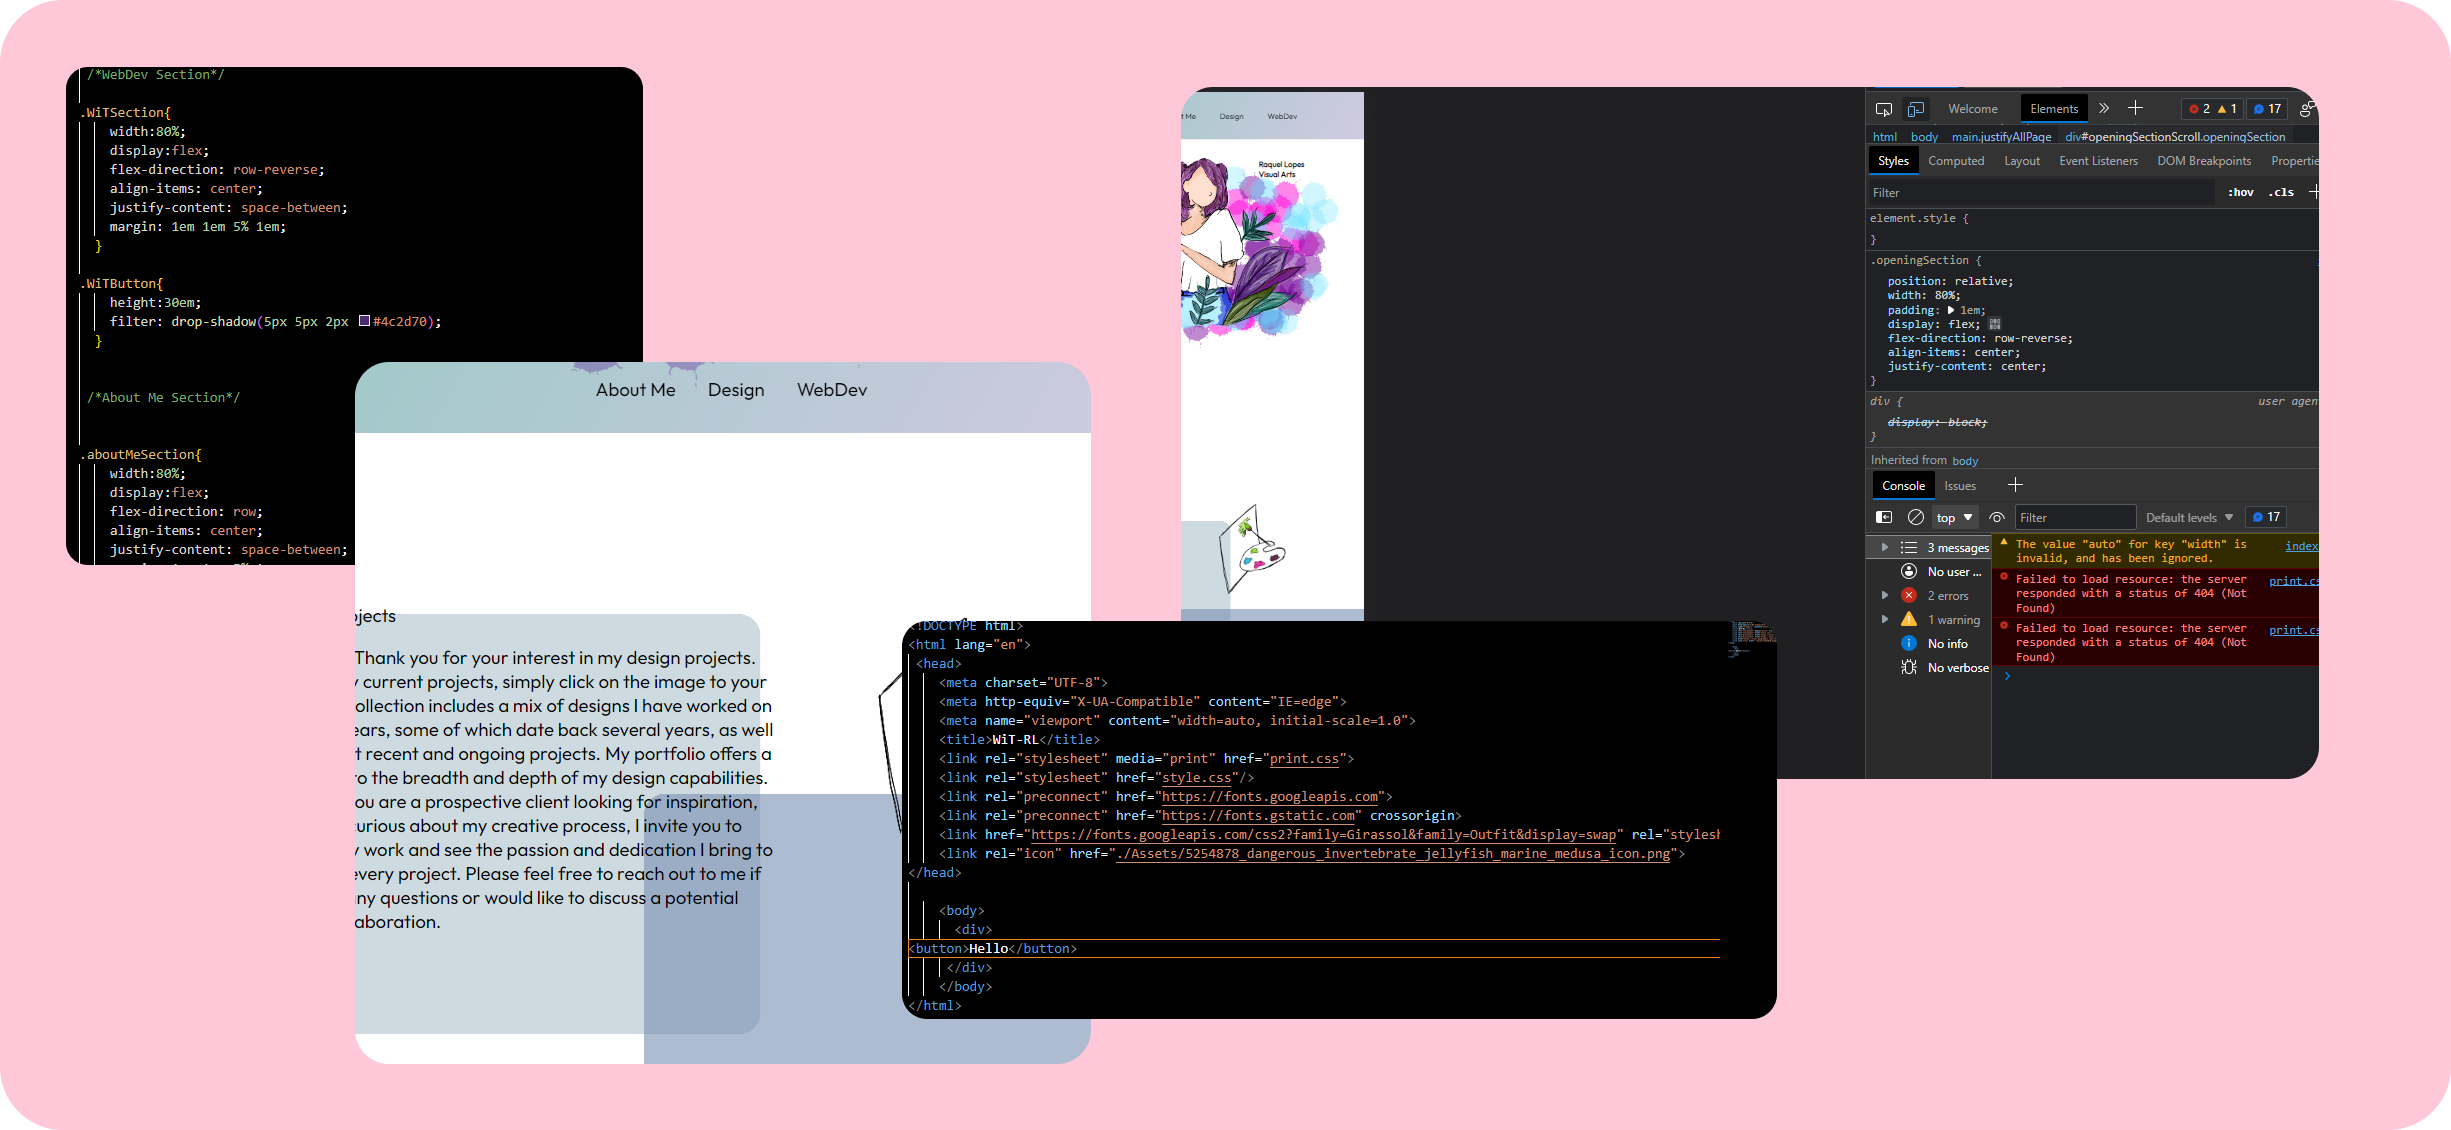 /*WebDev Section*/
.WiTSection{
width:80%;
display:flex;
flex-direction: row-reverse;
align-items: center;
justify-content: space-between;
margin: 1em 1em 5% 1em;
}
.WiTButton{
height:30em;
filter: drop-shadow(5px 5px 2px #4c2d70);
}
/*About Me Section*/
.aboutMeSection{
width:80%;
display:flex;
flex-direction: row;
align-items: center;
justify-content: space-between;
About Me Design WebDev
ojects
Thank you for your interest in my design projects.
y current projects, simply click on the image to your
ollection includes a mix of designs I have worked on
ears, some of which date back several years, as well
t recent and ongoing projects. My portfolio offers a
to the breadth and depth of my design capabilities.
ou are a prospective client looking for inspiration,
curious about my creative process, I invite you to
y work and see the passion and dedication I bring to
every project. Please feel free to reach out to me if
any questions or would like to discuss a potential
aboration.
t Me Design WebDev
Raquel Lopes
Visual Arts
Welcome Elements 2 1 17
html body main.justifyAllPage div#openingSectionScroll.openingSection
Styles Computed Layout Event Listeners DOM Breakpoints Propertie
Filter :hov .cls
element.style {
}
.openingSection {
position: relative;
width: 80%;
padding: 1em;
display: flex;
flex-direction: row-reverse;
align-items: center;
justify-content: center;
}
div { user agen
display: block;
}
Inherited from body
Console Issues
top Filter Default levels 17
3 messages
No user ...
2 errors
1 warning
No info
No verbose
The value "auto" for key "width" is index
invalid, and has been ignored.
Failed to load resource: the server print.cs
responded with a status of 404 (Not
Found)
Failed to load resource: the server print.cs
responded with a status of 404 (Not
Found)
<!DOCTYPE html>
<html lang="en">
<head>
<meta charset="UTF-8">
<meta http-equiv="X-UA-Compatible" content="IE=edge">
<meta name="viewport" content="width=auto, initial-scale=1.0">
<title>WiT-RL</title>
<link rel="stylesheet" media="print" href="print.css">
<link rel="stylesheet" href="style.css"/>
<link rel="preconnect" href="https://fonts.googleapis.com">
<link rel="preconnect" href="https://fonts.gstatic.com" crossorigin>
<link href="https://fonts.googleapis.com/css2?family=Girassol&family=Outfit&display=swap" rel="stylesh
<link rel="icon" href="./Assets/5254878_dangerous_invertebrate_jellyfish_marine_medusa_icon.png">
</head>
<body>
<div>
<button>Hello</button>
</div>
</body>
</html>